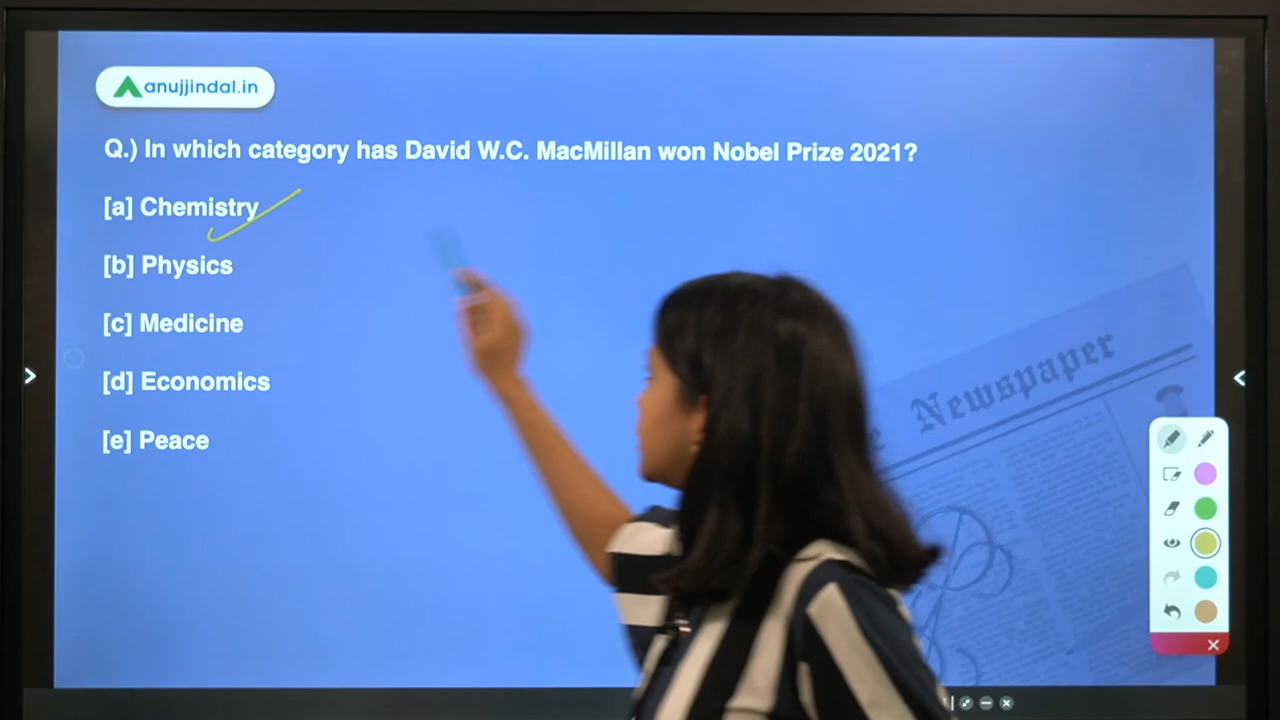 anujjindal.in
Q.) In which category has David W.C. MacMillan won Nobel Prize 2021?
[a] Chemistry
[b] Physics
[c] Medicine
[d] Economics
[e] Peace
Newspaper